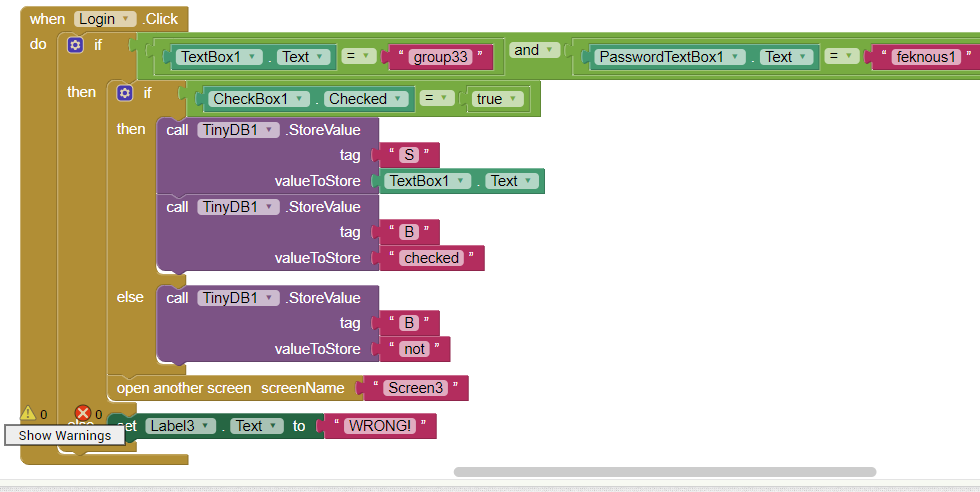 when Login .Click
do if TextBox1 . Text = “ group33 ” and PasswordTextBox1 . Text = “ feknous1 ”
then if CheckBox1 . Checked = true
then call TinyDB1 .StoreValue
tag “ S ”
valueToStore TextBox1 . Text
call TinyDB1 .StoreValue
tag “ B ”
valueToStore “ checked ”
else call TinyDB1 .StoreValue
tag “ B ”
valueToStore “ not ”
open another screen screenName “ Screen3 ”
0 0 else set Label3 . Text to “ WRONG! ”
Show Warnings